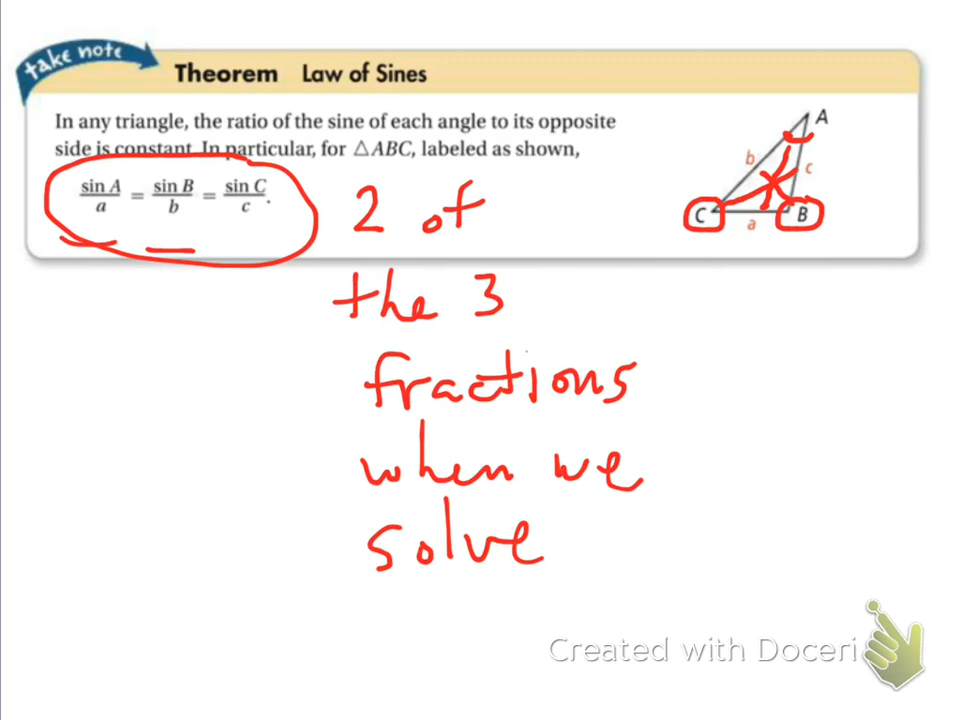 take note
Theorem Law of Sines
In any triangle, the ratio of the sine of each angle to its opposite
side is constant. In particular, for △ABC, labeled as shown,
sin A / a = sin B / b = sin C / c.
A
b
c
C
B
a
2 of
the 3
fractions
when we
solve
Created with Doceri